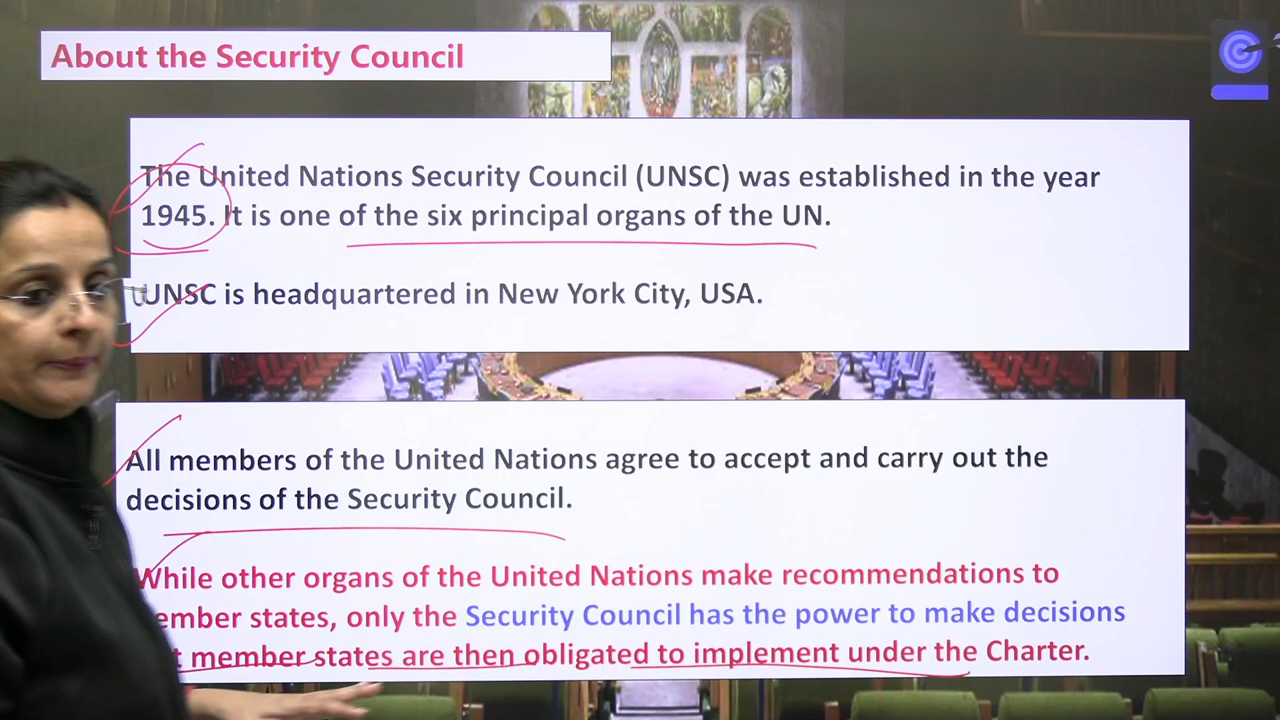 About the Security Council
The United Nations Security Council (UNSC) was established in the year
1945. It is one of the six principal organs of the UN.
UNSC is headquartered in New York City, USA.
All members of the United Nations agree to accept and carry out the
decisions of the Security Council.
While other organs of the United Nations make recommendations to
ember states, only the Security Council has the power to make decisions
t member states are then obligated to implement under the Charter.